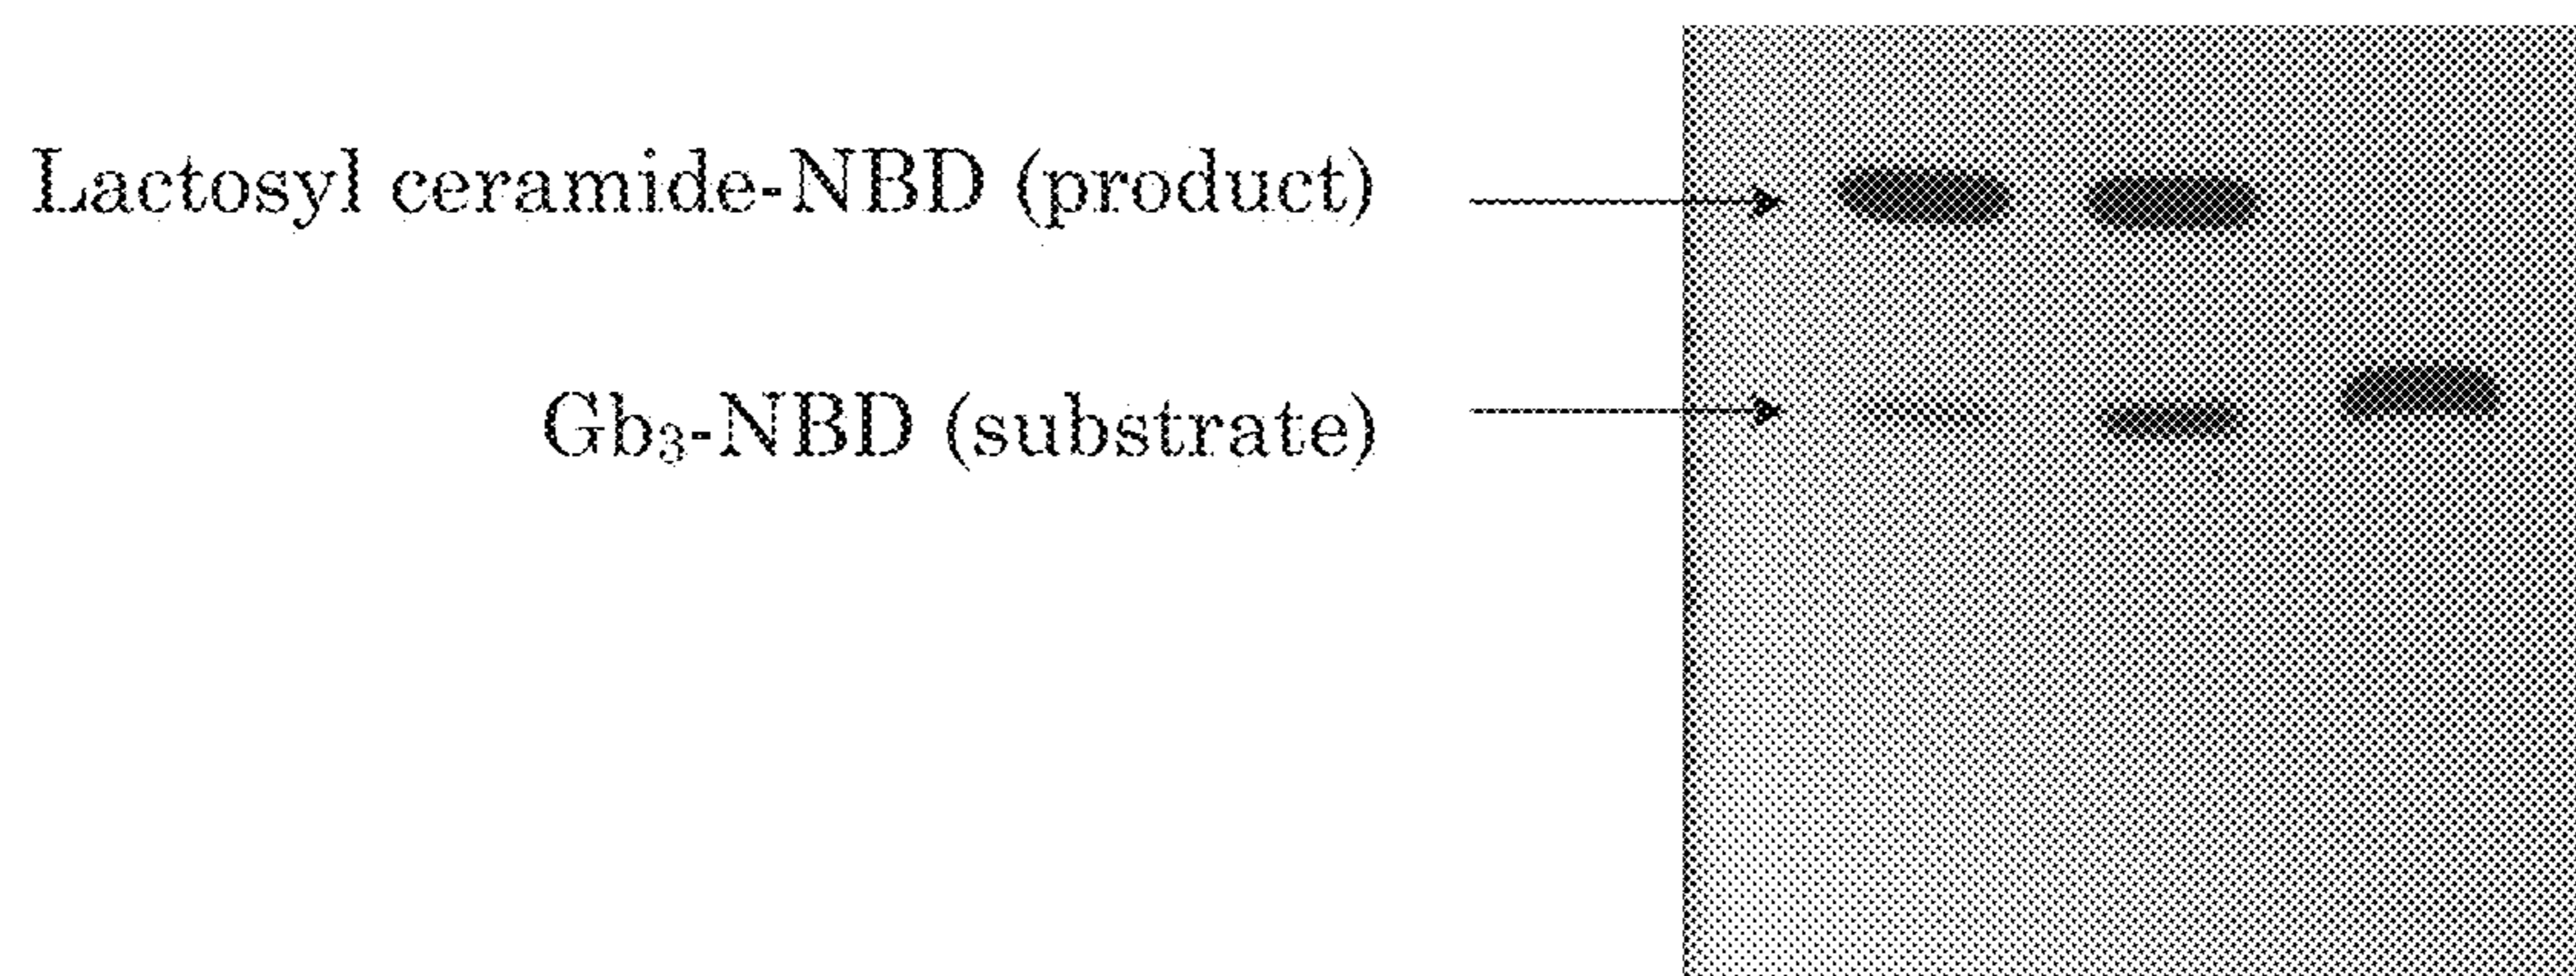 Lactosyl ceramide-NBD (product)
Gb₃-NBD (substrate)